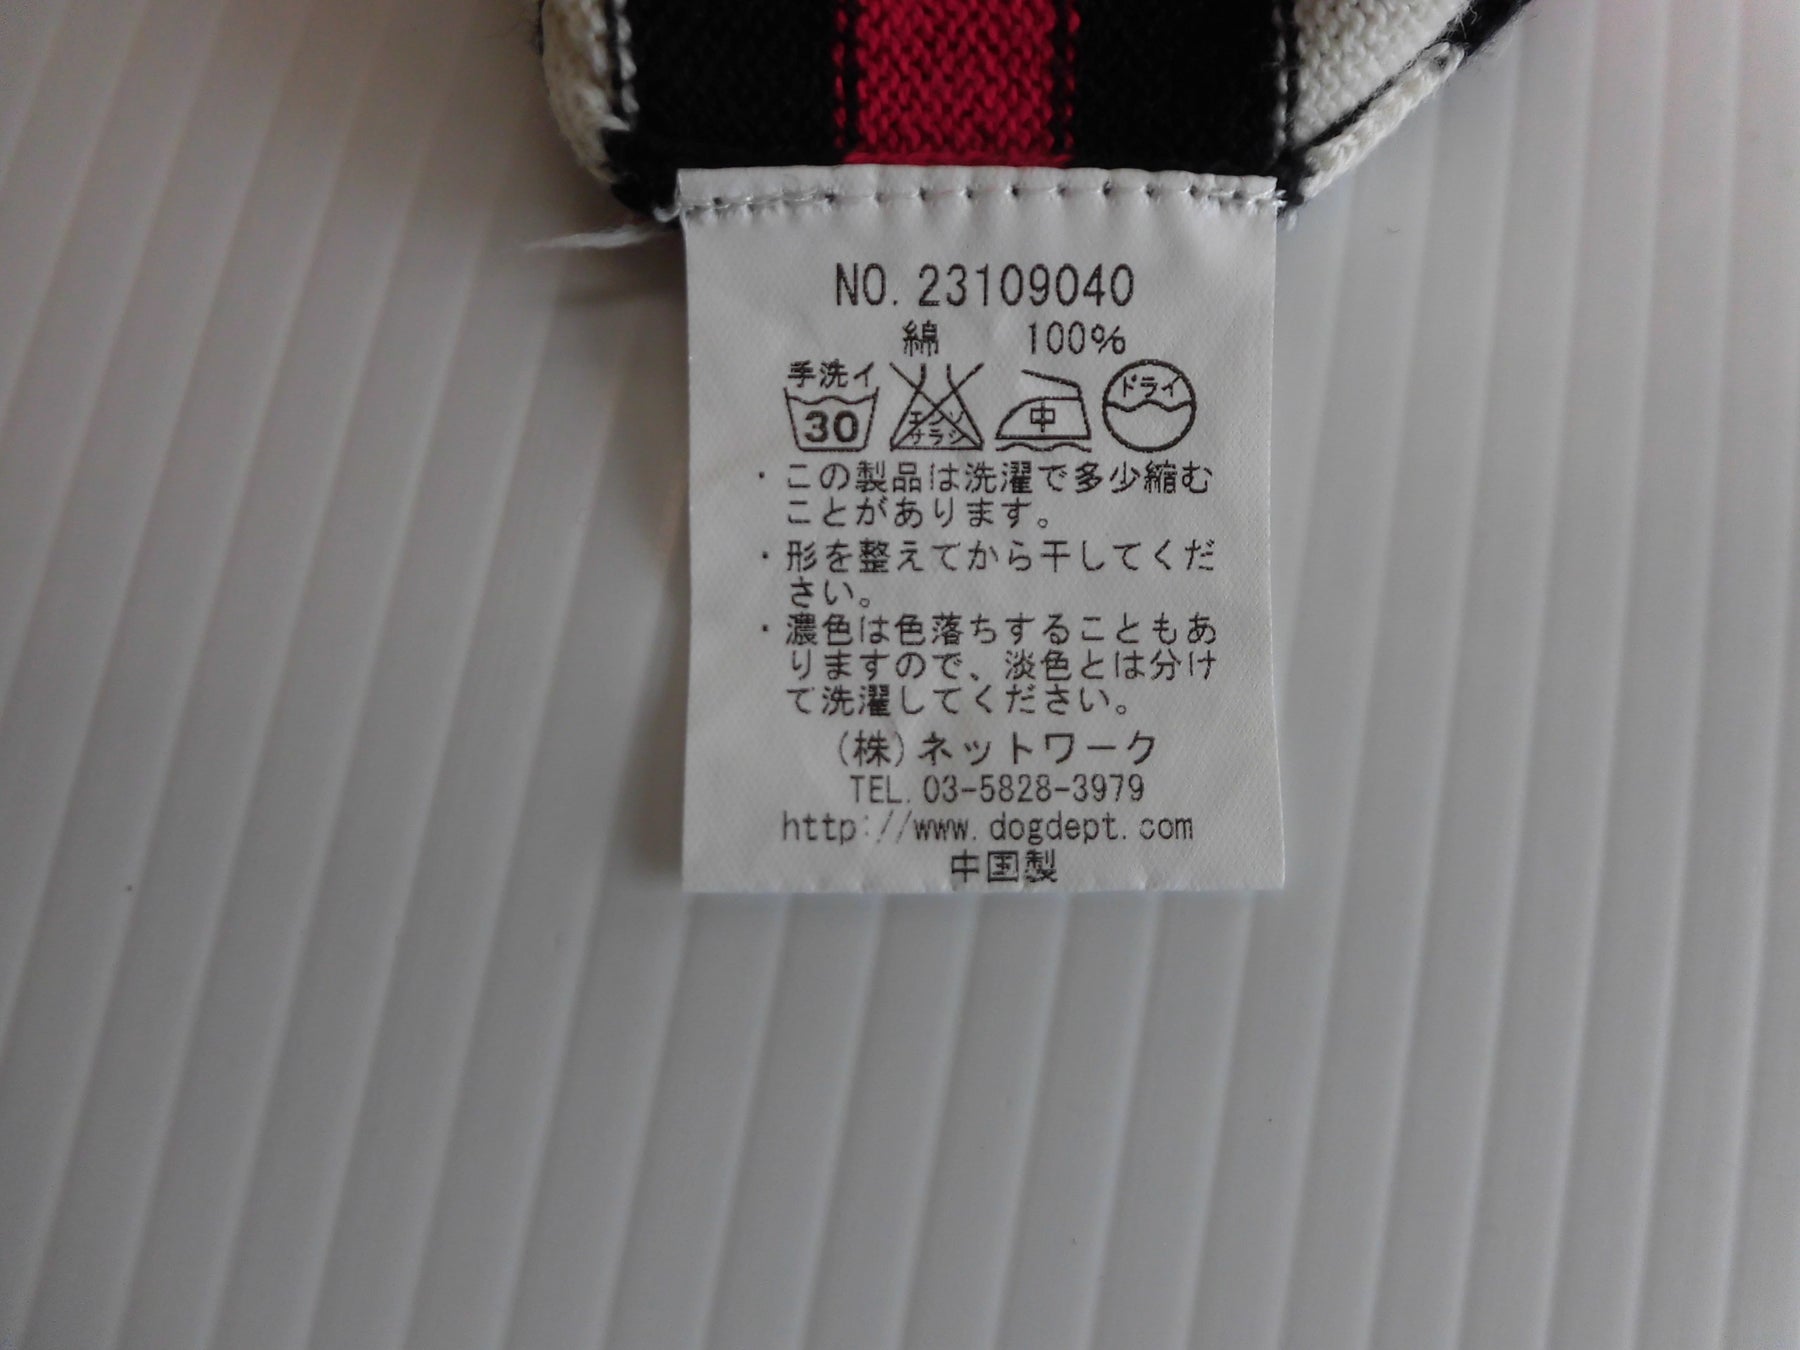 NO. 23109040
綿 100%
手洗イ
30
エンソ
サラシ
中
ドライ
・この製品は洗濯で多少縮む
ことがあります。
・形を整えてから干してくだ
さい。
・濃色は色落ちすることもあ
りますので、淡色とは分け
て洗濯してください。
(株)ネットワーク
TEL. 03-5828-3979
http://www.dogdept.com
中国製